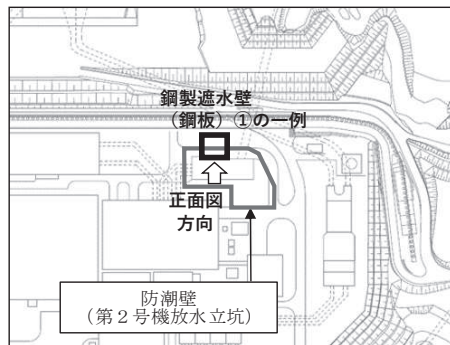 鋼製遮水壁
（鋼板）①の一例
正面図
方向
防潮壁
（第２号機放水立坑）